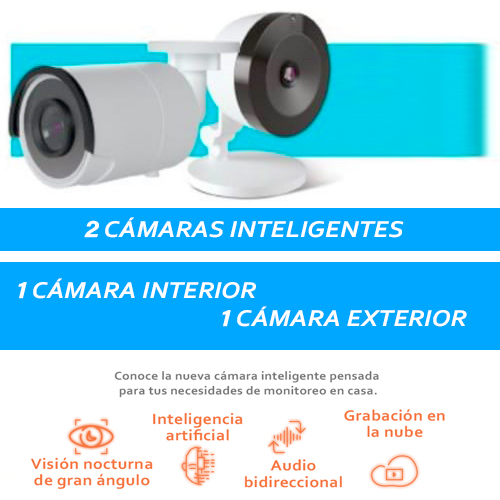 2 CÁMARAS INTELIGENTES
1 CÁMARA INTERIOR
1 CÁMARA EXTERIOR
Conoce la nueva cámara inteligente pensada
para tus necesidades de monitoreo en casa.
Visión nocturna
de gran ángulo
Inteligencia
artificial
Audio
bidireccional
Grabación en
la nube